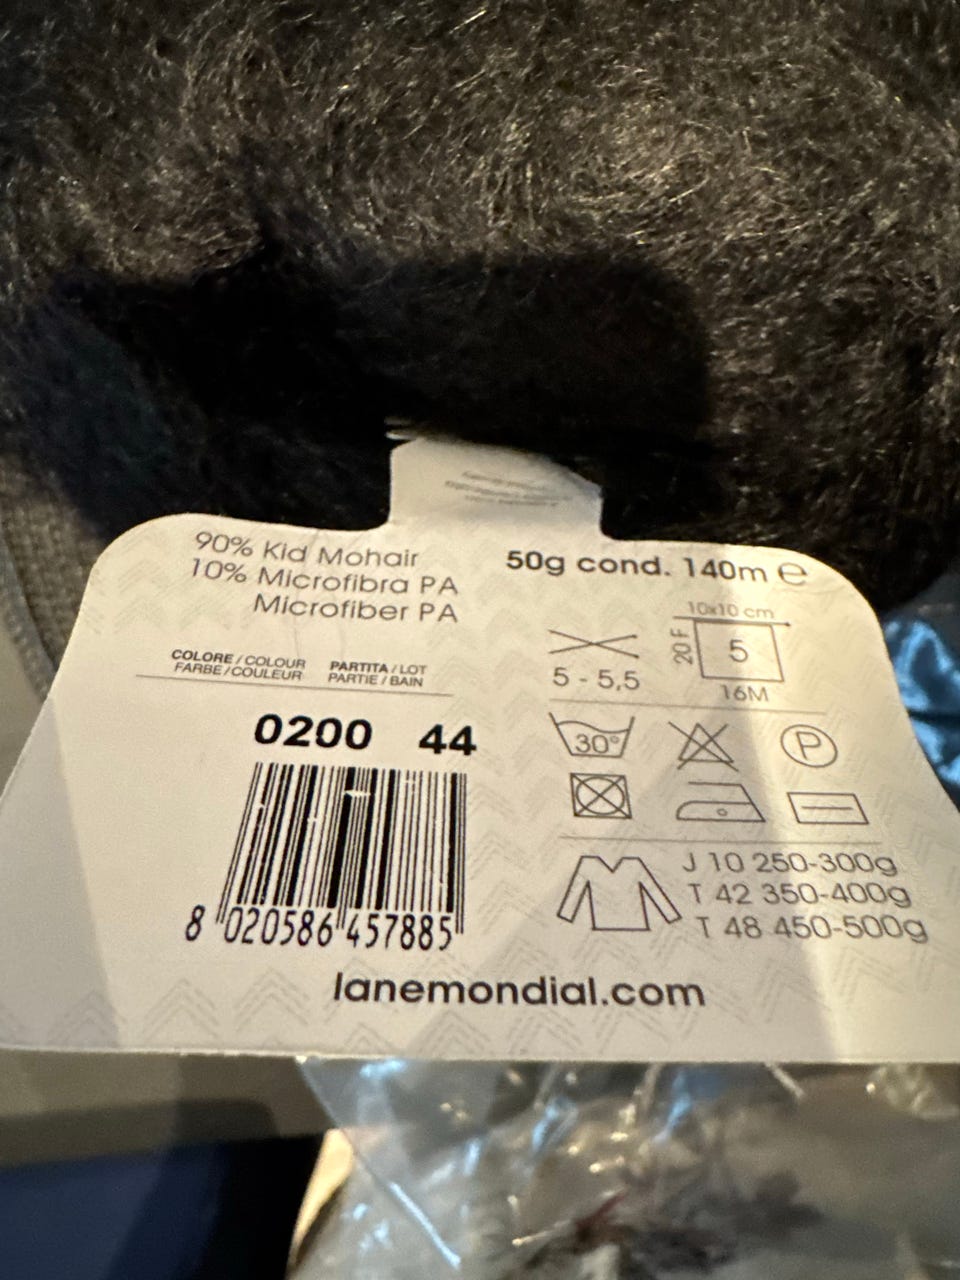 90% Kid Mohair
10% Microfibra PA
Microfiber PA
50g cond. 140m e
COLORE / COLOUR
FARBE / COULEUR
PARTITA / LOT
PARTIE / BAIN
0200 44
8 020586 457885
5 - 5,5
10x10 cm
20 F
5
16M
30°
P
J 10 250-300g
T 42 350-400g
T 48 450-500g
lanemondial.com